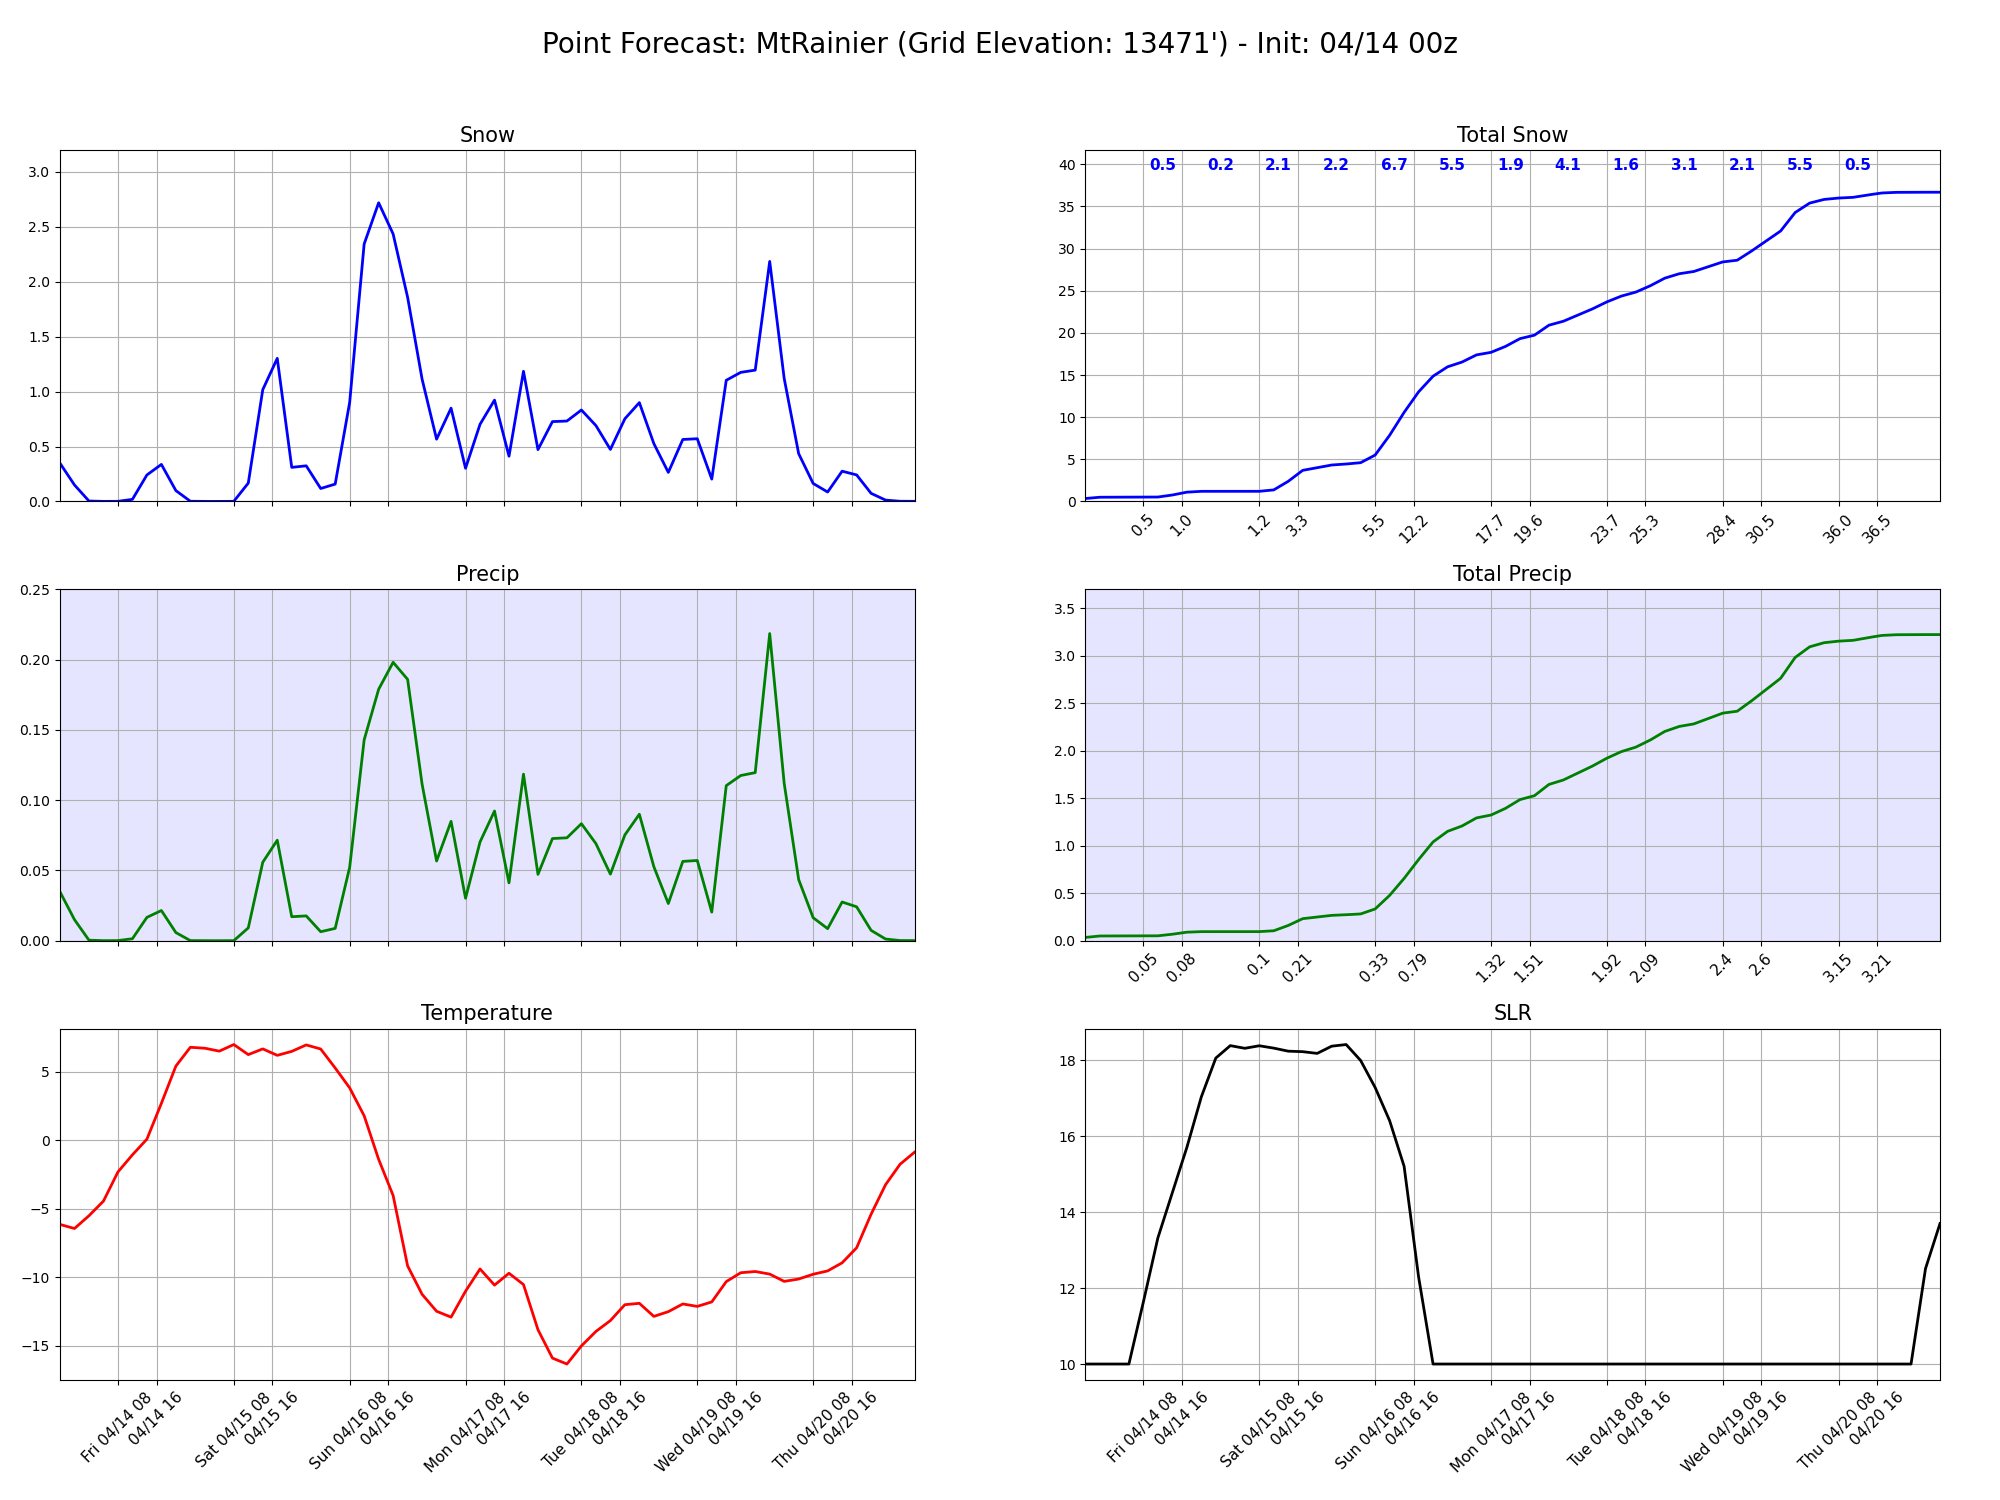 Point Forecast: MtRainier (Grid Elevation: 13471') - Init: 04/14 00z
Snow
3.0
2.5
2.0
1.5
1.0
0.5
0.0
Total Snow
0.5 0.2 2.1 2.2 6.7 5.5 1.9 4.1 1.6 3.1 2.1 5.5 0.5
40
35
30
25
20
15
10
5
0
0.5 1.0 1.2 3.3 5.5 12.2 17.7 19.6 23.7 25.3 28.4 30.5 36.0 36.5
Precip
0.25
0.20
0.15
0.10
0.05
0.00
Total Precip
3.5
3.0
2.5
2.0
1.5
1.0
0.5
0.0
0.05 0.08 0.1 0.21 0.33 0.79 1.32 1.51 1.92 2.09 2.4 2.6 3.15 3.21
Temperature
5
0
−5
−10
−15
Fri 04/14 08
04/14 16
Sat 04/15 08
04/15 16
Sun 04/16 08
04/16 16
Mon 04/17 08
04/17 16
Tue 04/18 08
04/18 16
Wed 04/19 08
04/19 16
Thu 04/20 08
04/20 16
SLR
18
16
14
12
10
Fri 04/14 08
04/14 16
Sat 04/15 08
04/15 16
Sun 04/16 08
04/16 16
Mon 04/17 08
04/17 16
Tue 04/18 08
04/18 16
Wed 04/19 08
04/19 16
Thu 04/20 08
04/20 16